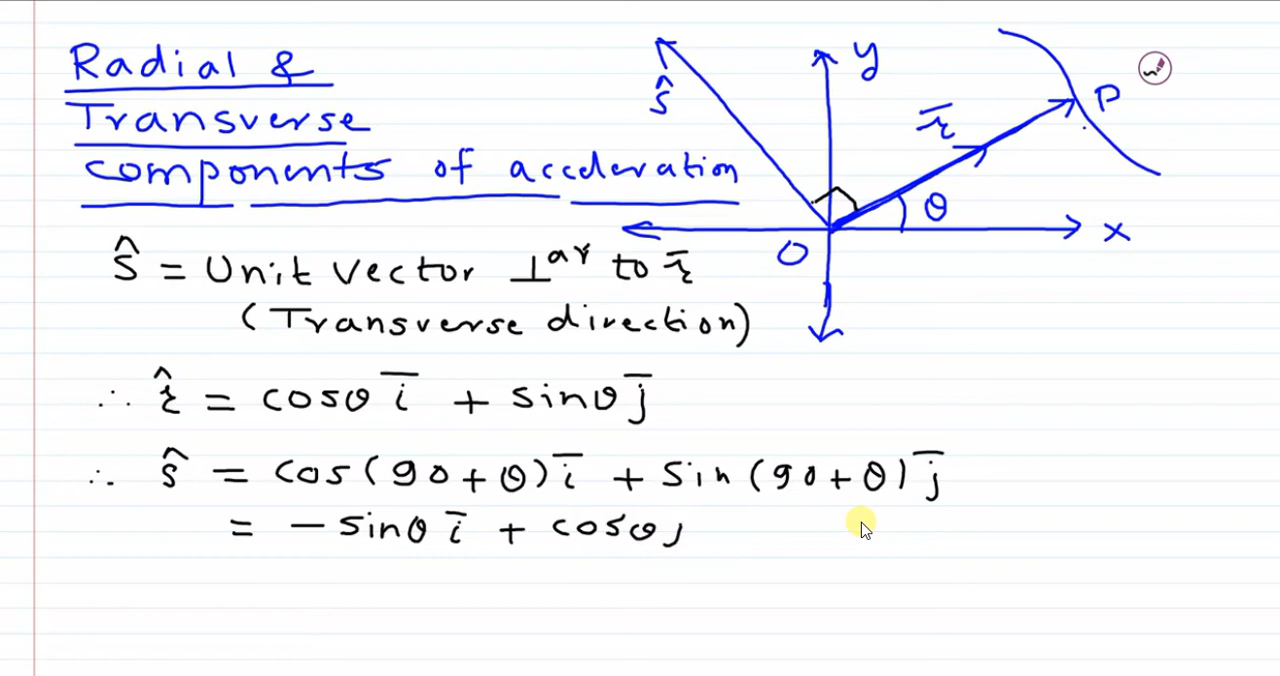 Radial &
Transverse
components of acceleration
ŝ = Unit vector ⊥ar to r̄
(Transverse direction)
∴ r̂ = cosθ i̅ + sinθ j̅
∴ ŝ = cos(90+θ) i̅ + sin(90+θ) j̅
= -sinθ i̅ + cosθ j
ŝ
y
r̄
P
θ
O
x